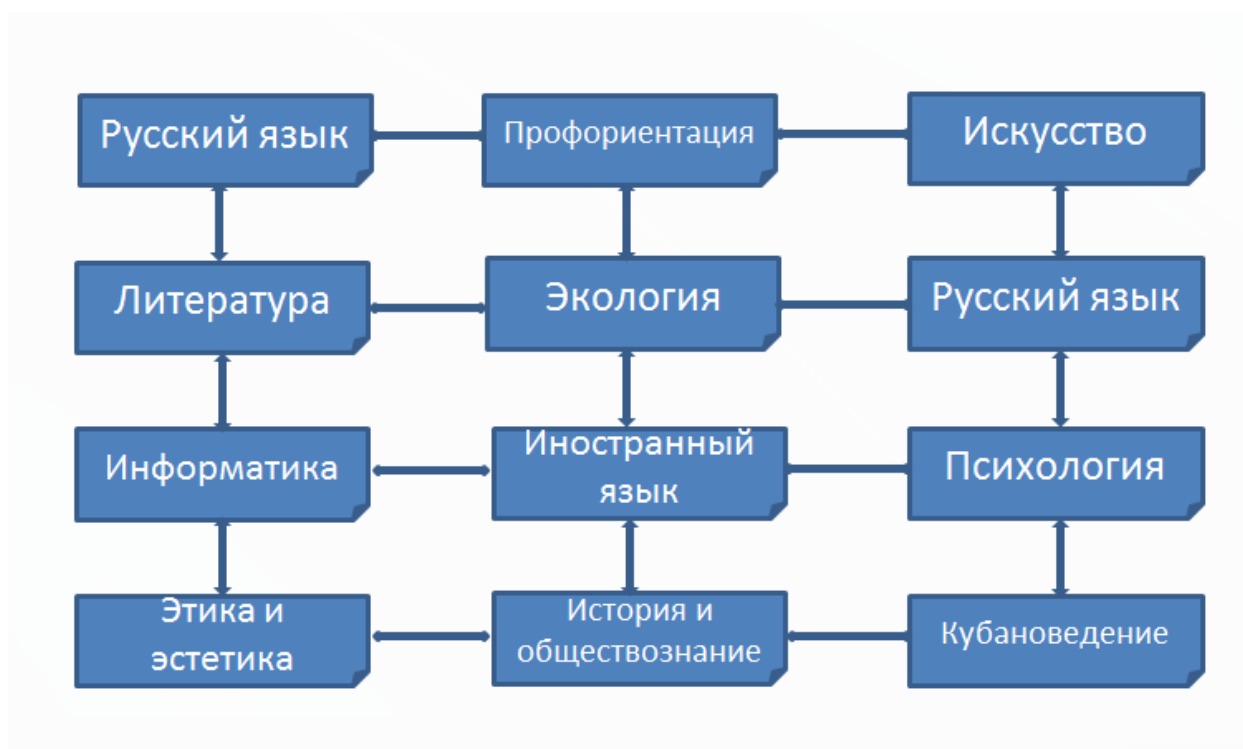 Русский язык
Профориентация
Искусство
Литература
Экология
Русский язык
Информатика
Иностранный
язык
Психология
Этика и
эстетика
История и
обществознание
Кубановедение